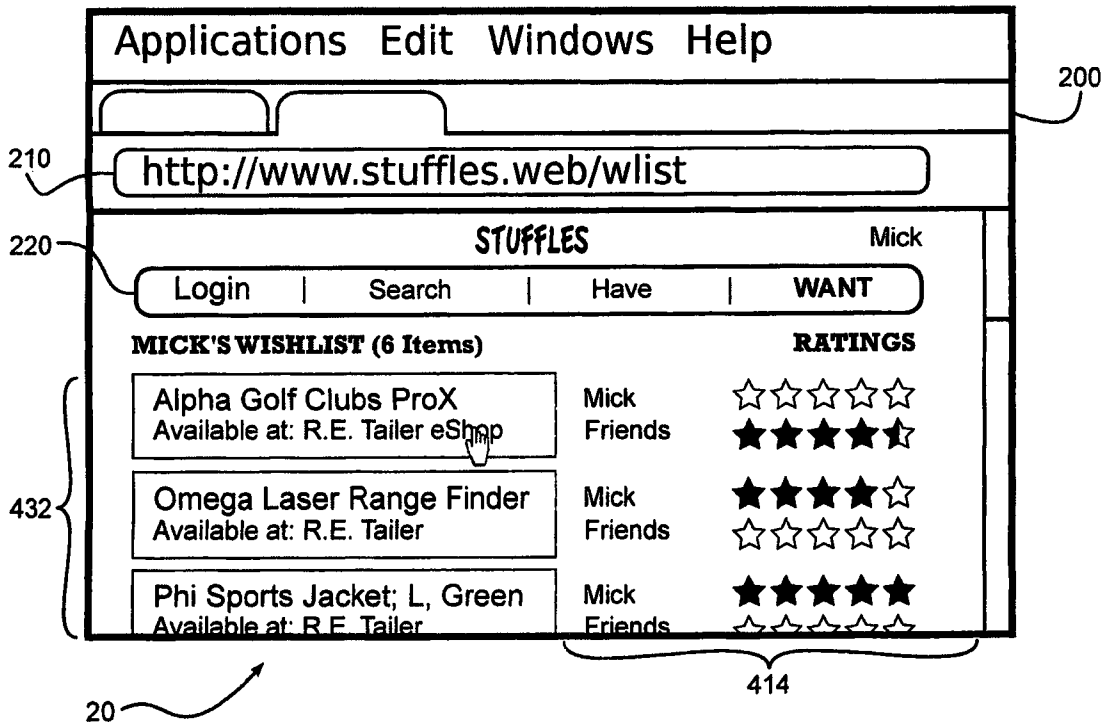 Applications Edit Windows Help
200
210
http://www.stuffles.web/wlist
220
STUFFLES Mick
Login | Search | Have | WANT
MICK'S WISHLIST (6 Items) RATINGS
Alpha Golf Clubs ProX Mick
Available at: R.E. Tailer eShop Friends
432
Omega Laser Range Finder Mick
Available at: R.E. Tailer Friends
Phi Sports Jacket; L, Green Mick
Available at: R.E. Tailer Friends
414
20